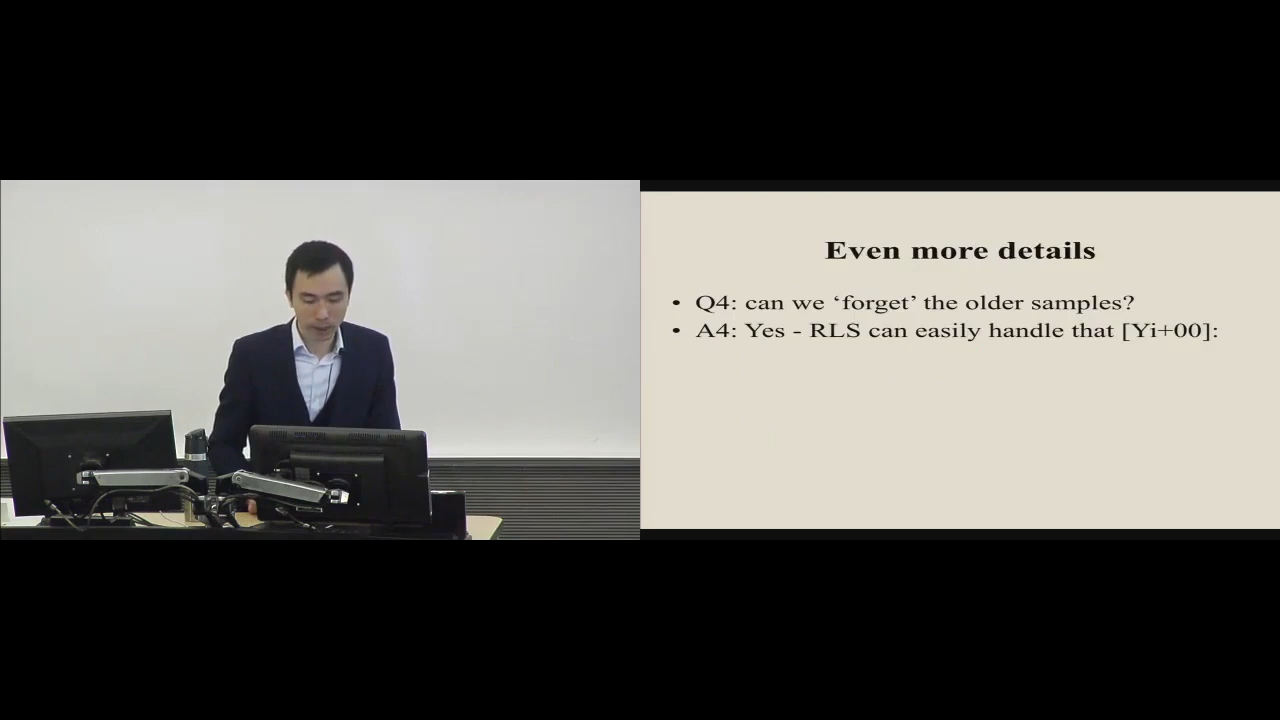 Even more details
• Q4: can we ‘forget’ the older samples?
• A4: Yes - RLS can easily handle that [Yi+00]: